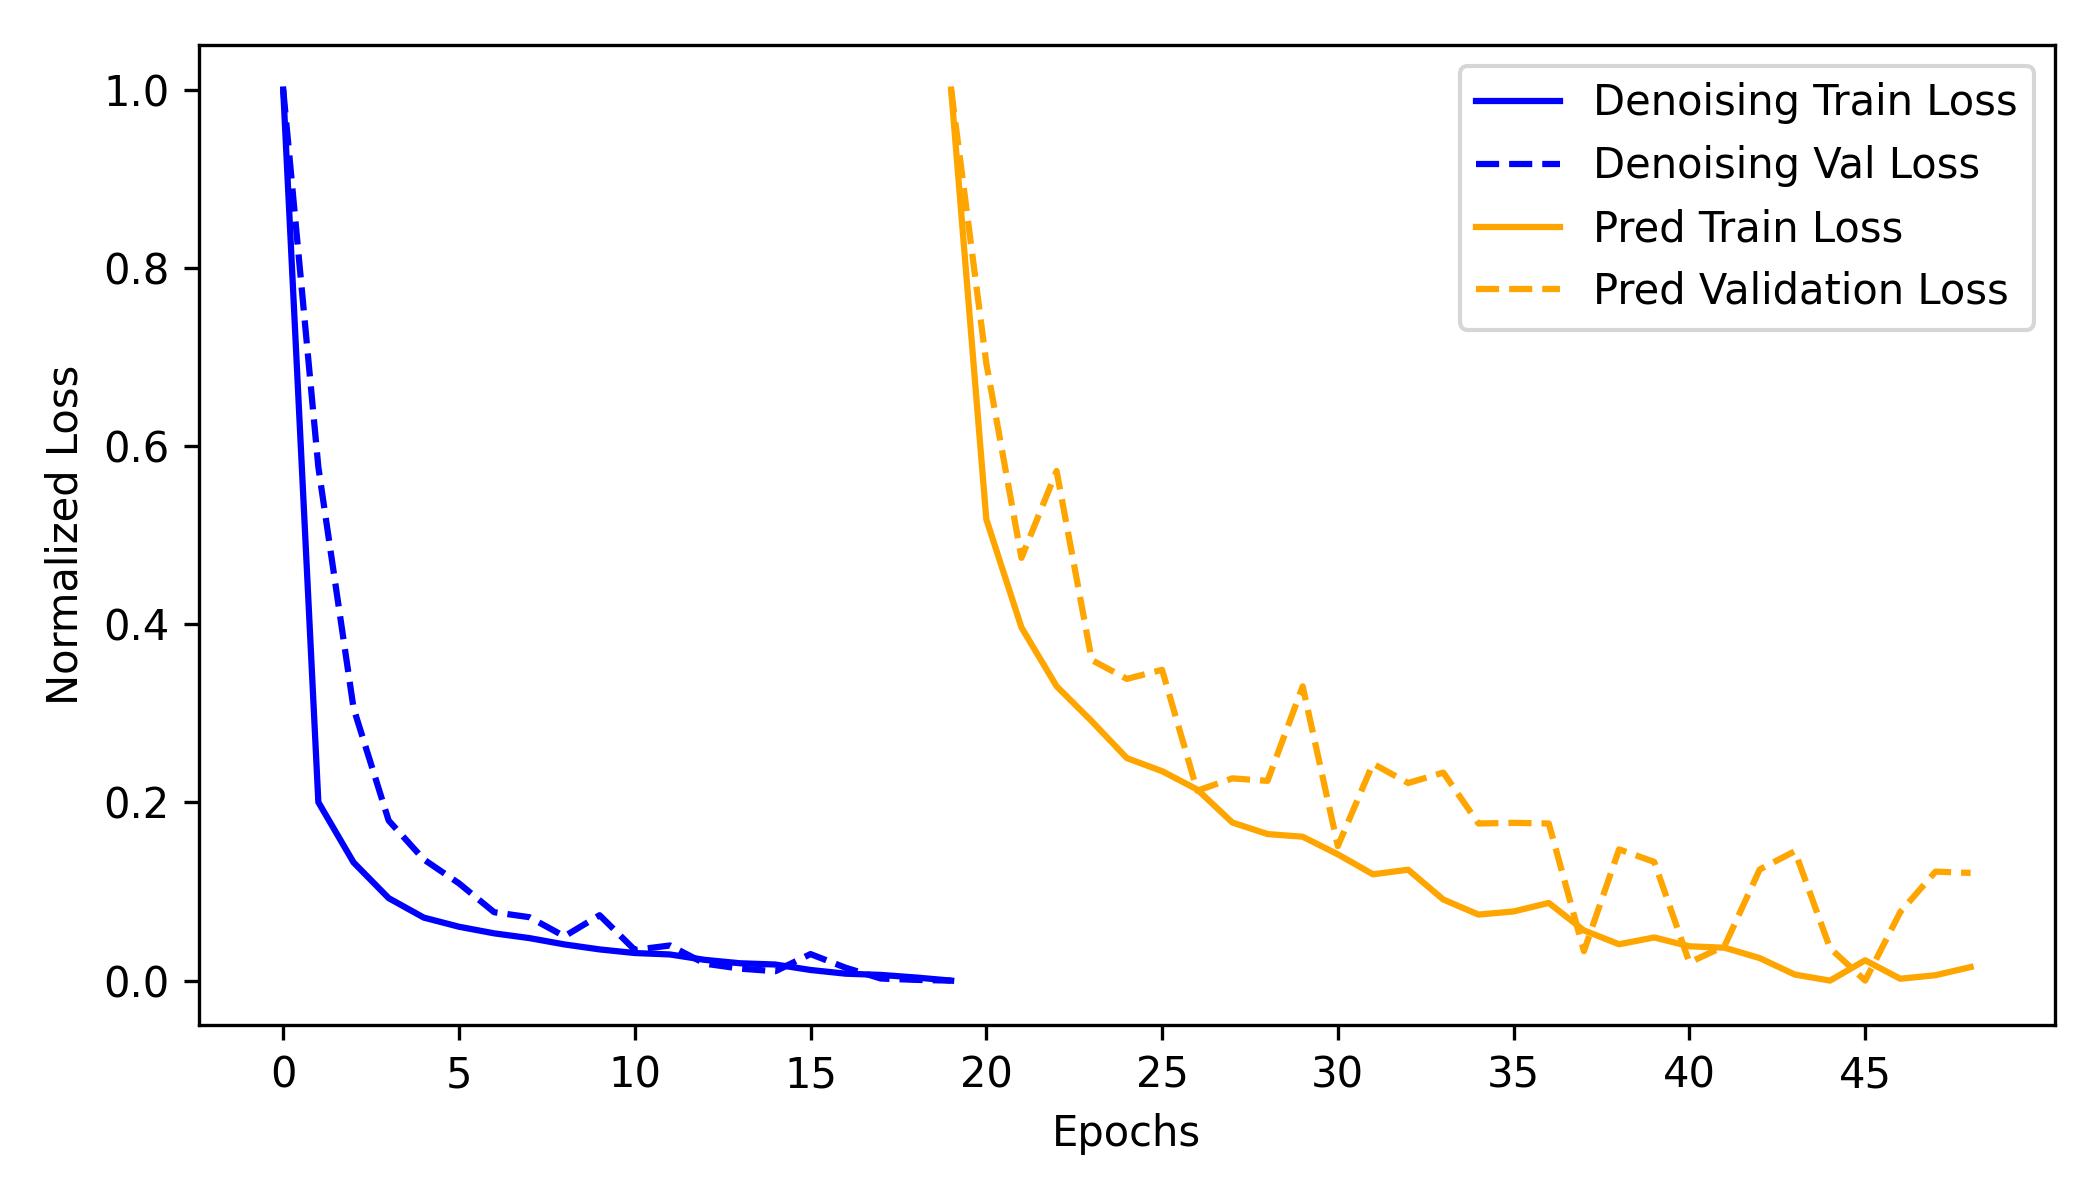 1.0
0.8
0.6
0.4
0.2
0.0
Normalized Loss
Denoising Train Loss
Denoising Val Loss
Pred Train Loss
Pred Validation Loss
0 5 10 15 20 25 30 35 40 45
Epochs